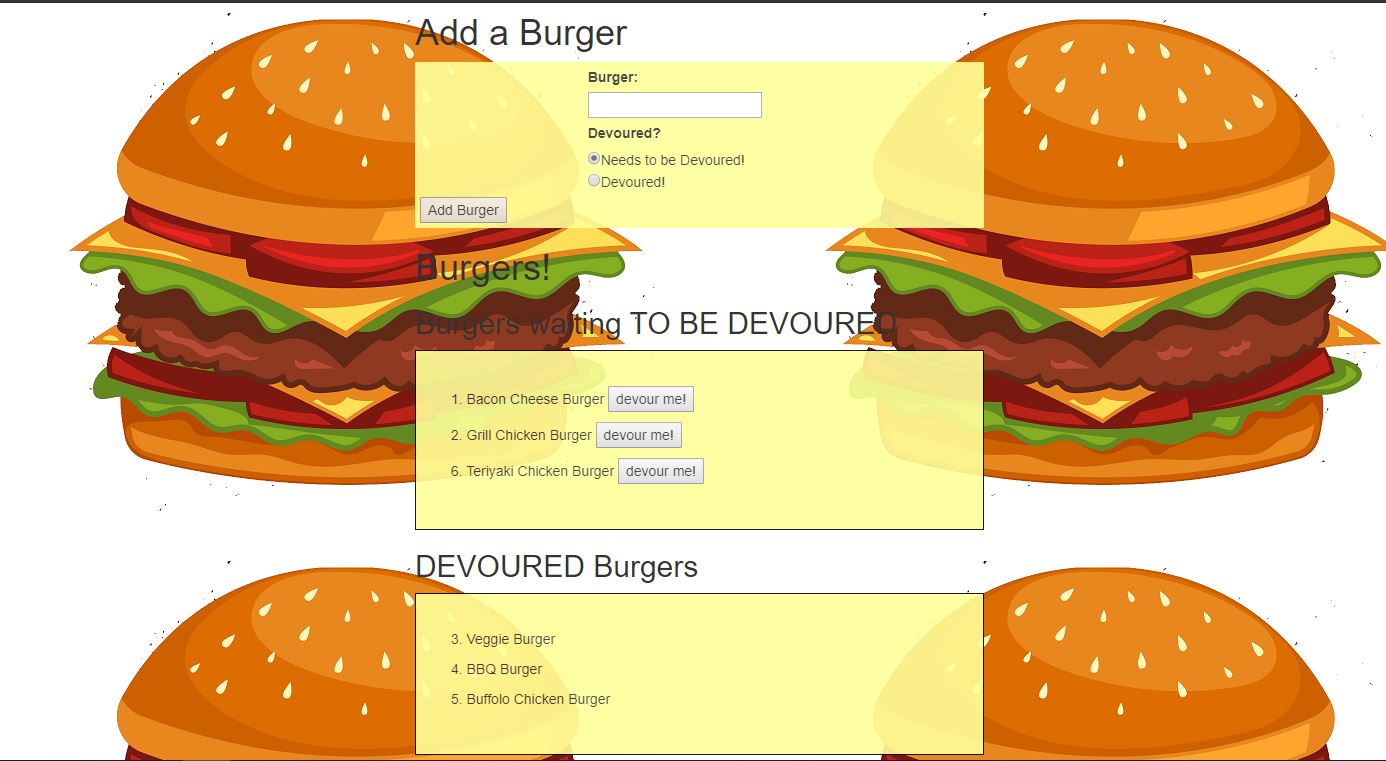 Add a Burger
Burger:
Devoured?
Needs to be Devoured!
Devoured!
Add Burger
Burgers!
Burgers waiting TO BE DEVOURED
1. Bacon Cheese Burger devour me!
2. Grill Chicken Burger devour me!
6. Teriyaki Chicken Burger devour me!
DEVOURED Burgers
3. Veggie Burger
4. BBQ Burger
5. Buffolo Chicken Burger